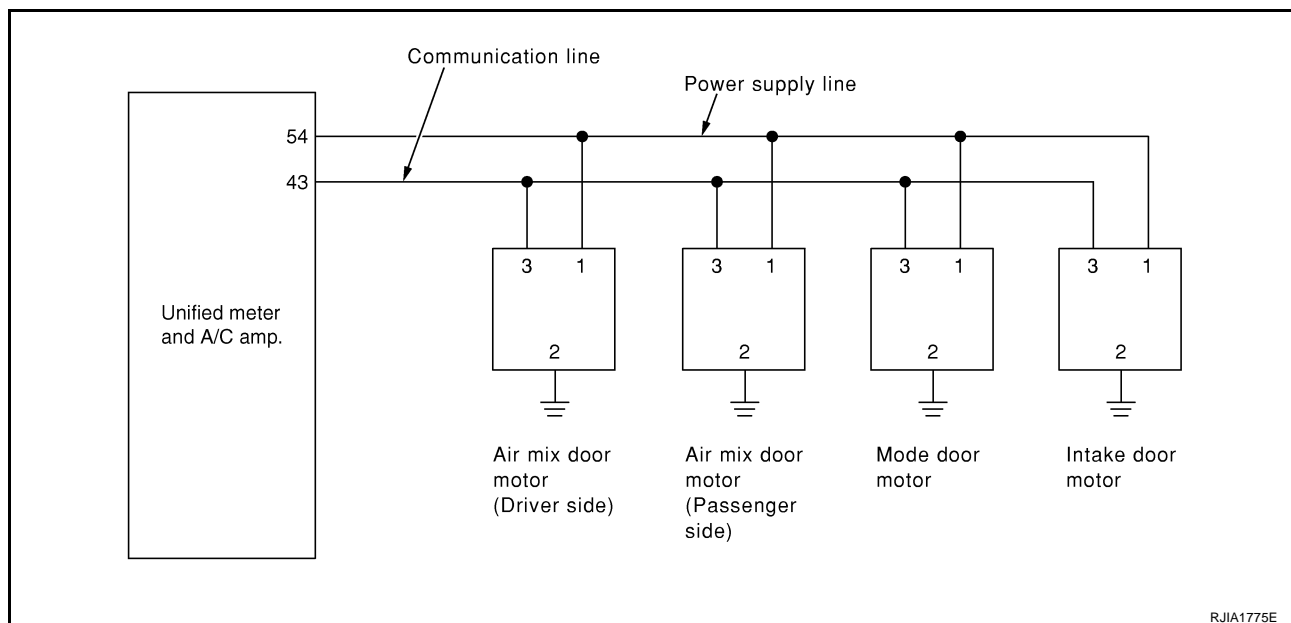 Communication line
Power supply line
54
43
3 1
3 1
3 1
3 1
Unified meter
and A/C amp.
2
2
2
2
Air mix door
motor
(Driver side)
Air mix door
motor
(Passenger
side)
Mode door
motor
Intake door
motor
RJIA1775E